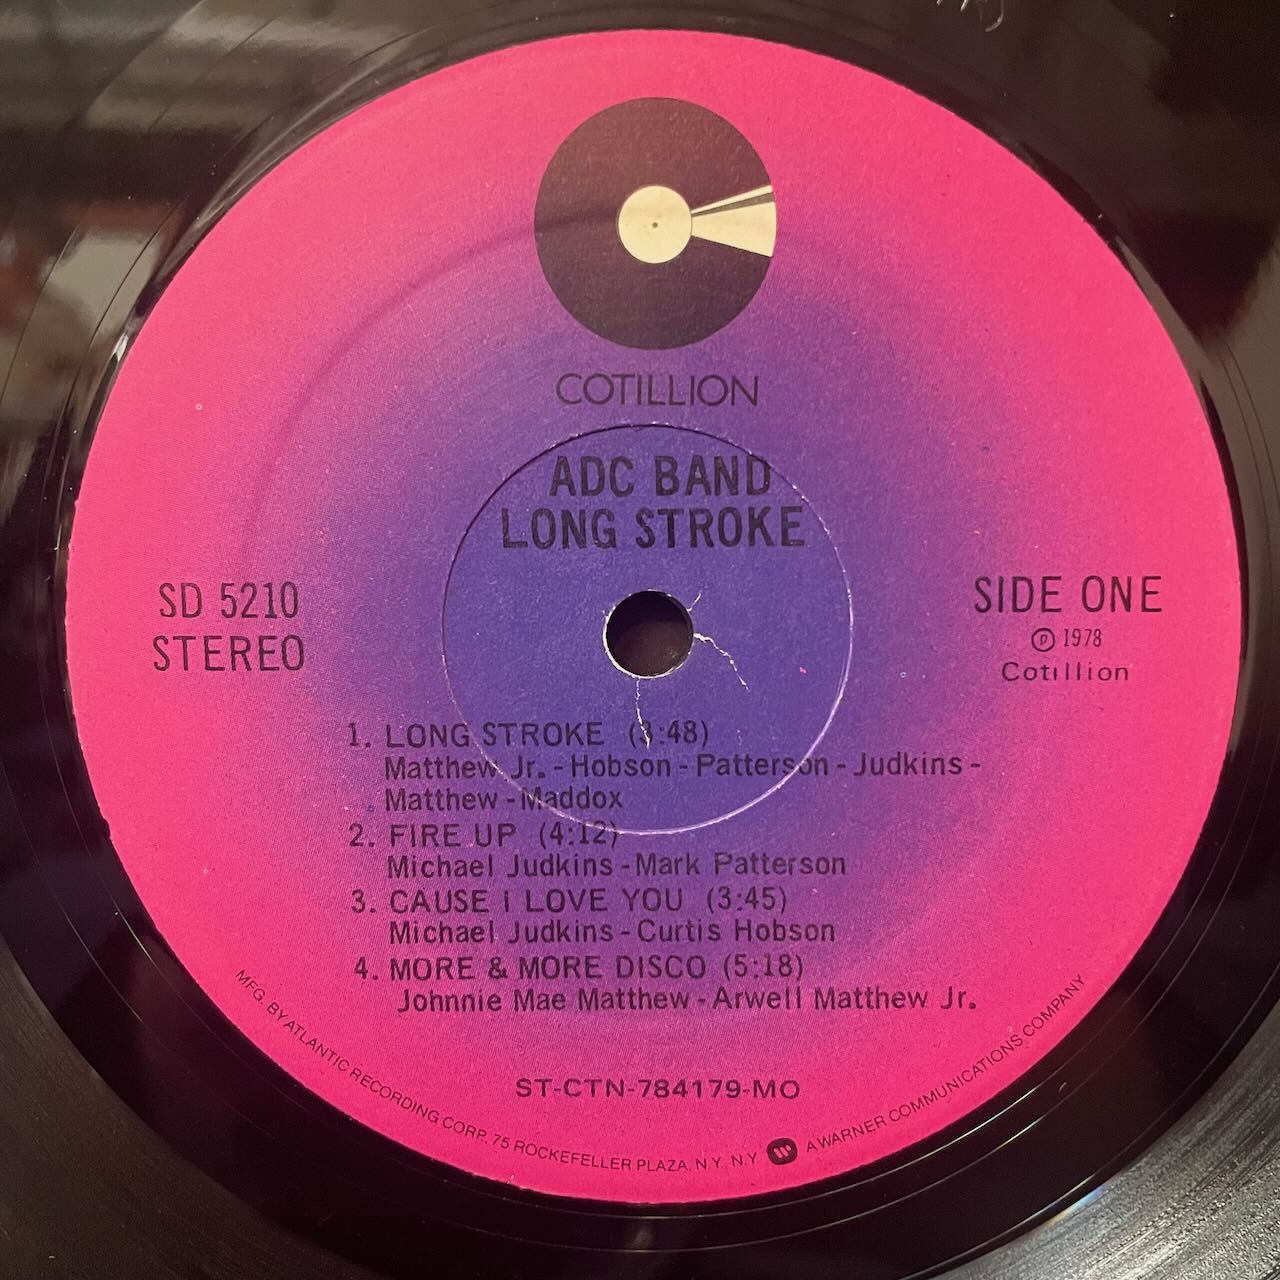 COTILLION
ADC BAND
LONG STROKE
SD 5210
STEREO
SIDE ONE
Ⓟ 1978
Cotillion
1. LONG STROKE (3:48)
Matthew Jr. - Hobson - Patterson - Judkins -
Matthew - Maddox
2. FIRE UP (4:12)
Michael Judkins - Mark Patterson
3. CAUSE I LOVE YOU (3:45)
Michael Judkins - Curtis Hobson
4. MORE & MORE DISCO (5:18)
Johnnie Mae Matthew - Arwell Matthew Jr.
ST-CTN-784179-MO
MFG. BY ATLANTIC RECORDING CORP. 75 ROCKEFELLER PLAZA, N.Y., N.Y. A WARNER COMMUNICATIONS COMPANY